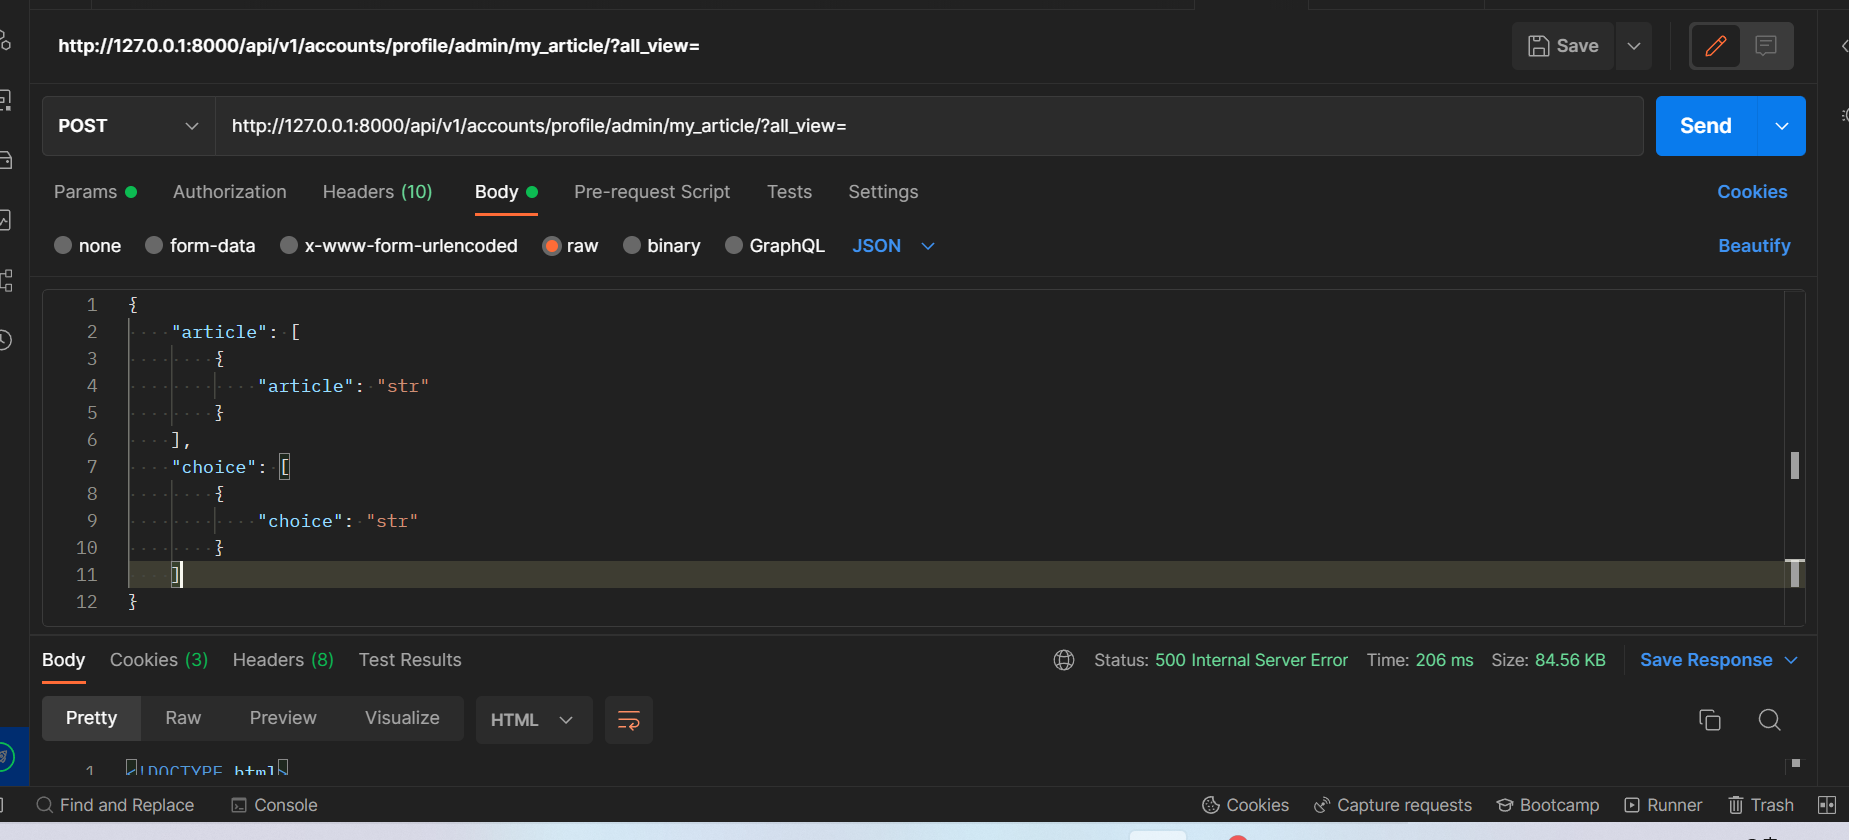 http://127.0.0.1:8000/api/v1/accounts/profile/admin/my_article/?all_view=
Save
POST http://127.0.0.1:8000/api/v1/accounts/profile/admin/my_article/?all_view= Send
Params Authorization Headers (10) Body Pre-request Script Tests Settings Cookies
none form-data x-www-form-urlencoded raw binary GraphQL JSON Beautify
1 {
2 "article": [
3 {
4 "article": "str"
5 }
6 ],
7 "choice": [
8 {
9 "choice": "str"
10 }
11 ]
12 }
Body Cookies (3) Headers (8) Test Results Status: 500 Internal Server Error Time: 206 ms Size: 84.56 KB Save Response
Pretty Raw Preview Visualize HTML
1 <!DOCTYPE html>
Find and Replace Console Cookies Capture requests Bootcamp Runner Trash